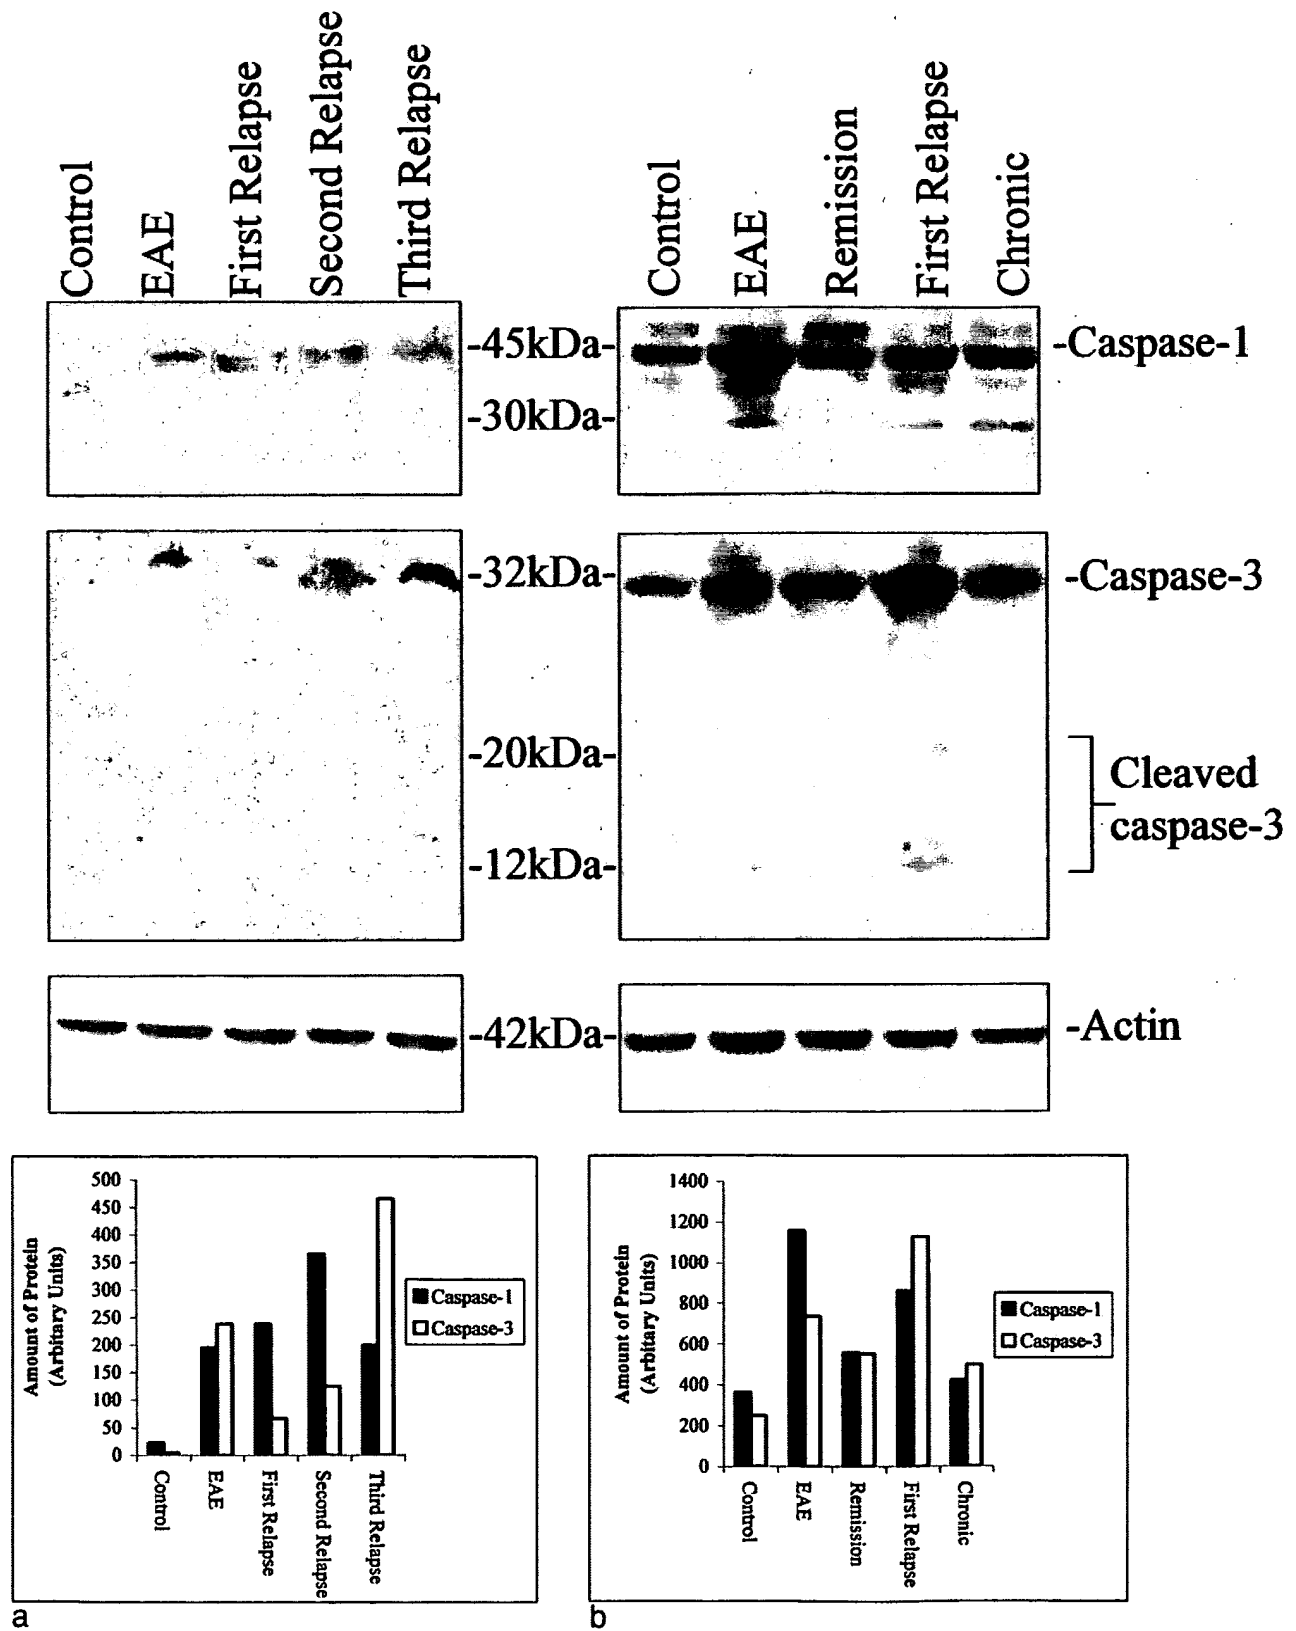 Control
EAE
First Relapse
Second Relapse
Third Relapse
Control
EAE
Remission
First Relapse
Chronic
-45kDa-
-Caspase-1
-30kDa-
-32kDa-
-Caspase-3
-20kDa-
Cleaved
caspase-3
-12kDa-
-42kDa-
-Actin
Amount of Protein
(Arbitary Units)
500
450
400
350
300
250
200
150
100
50
0
Control
EAE
First Relapse
Second Relapse
Third Relapse
Caspase-1
Caspase-3
a
Amount of Protein
(Arbitary Units)
1400
1200
1000
800
600
400
200
0
Control
EAE
Remission
First Relapse
Chronic
Caspase-1
Caspase-3
b